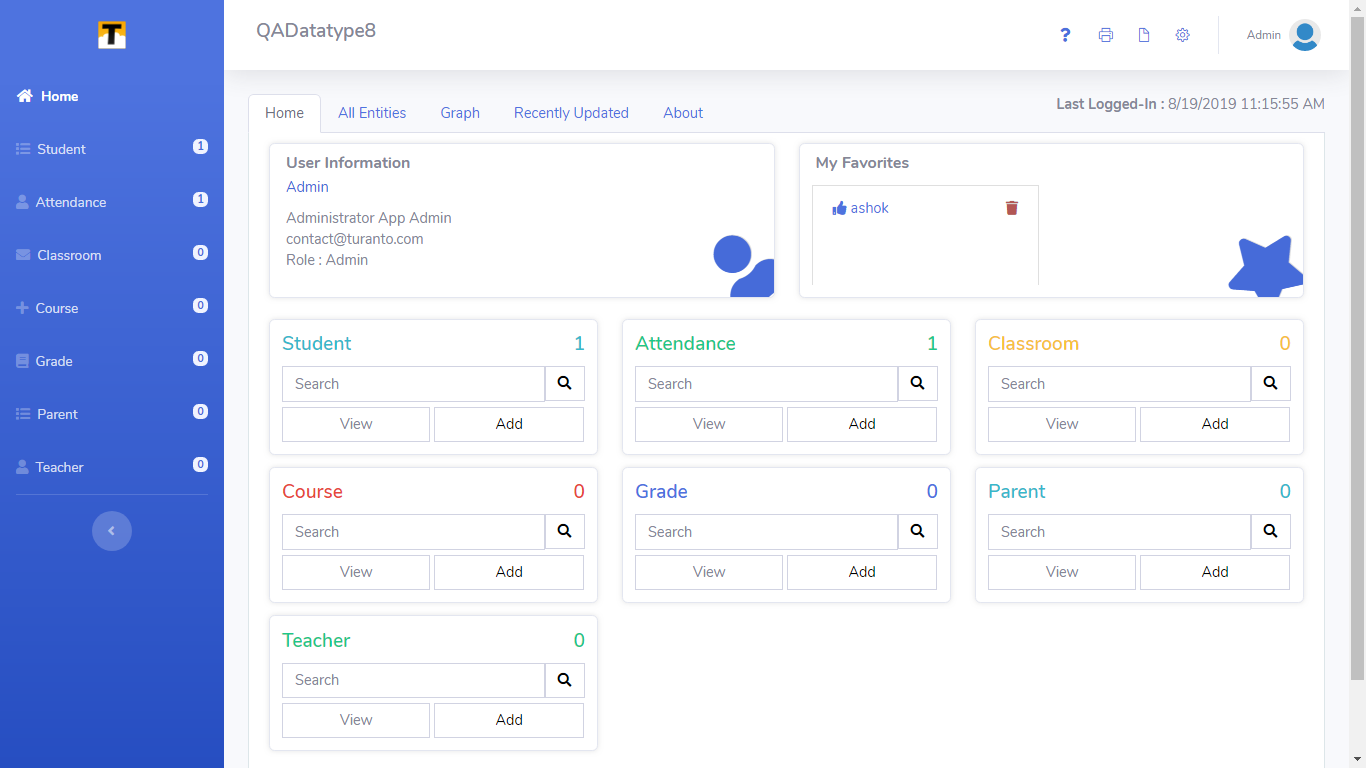 T
QADatatype8
?
Admin
Home
Student 1
Attendance 1
Classroom 0
Course 0
Grade 0
Parent 0
Teacher 0
Home All Entities Graph Recently Updated About
Last Logged-In : 8/19/2019 11:15:55 AM
User Information
Admin
Administrator App Admin
contact@turanto.com
Role : Admin
My Favorites
ashok
Student 1
Search
View Add
Attendance 1
Search
View Add
Classroom 0
Search
View Add
Course 0
Search
View Add
Grade 0
Search
View Add
Parent 0
Search
View Add
Teacher 0
Search
View Add